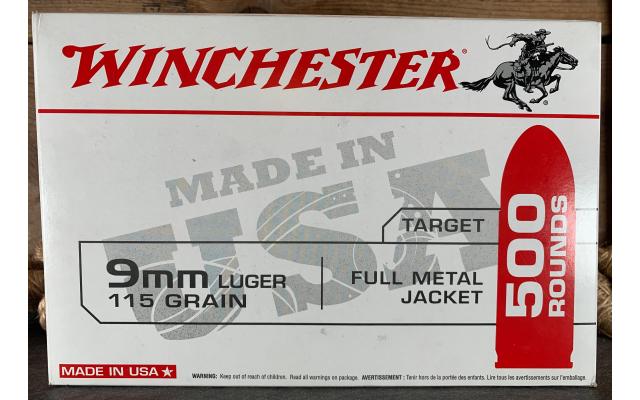 WINCHESTER®
MADE IN
USA
TARGET
9mm LUGER
115 GRAIN
FULL METAL
JACKET
500
ROUNDS
MADE IN USA
WARNING: Keep out of reach of children. Read all warnings on package. AVERTISSEMENT : Tenir hors de la portée des enfants. Lire tous les avertissements sur l'emballage.